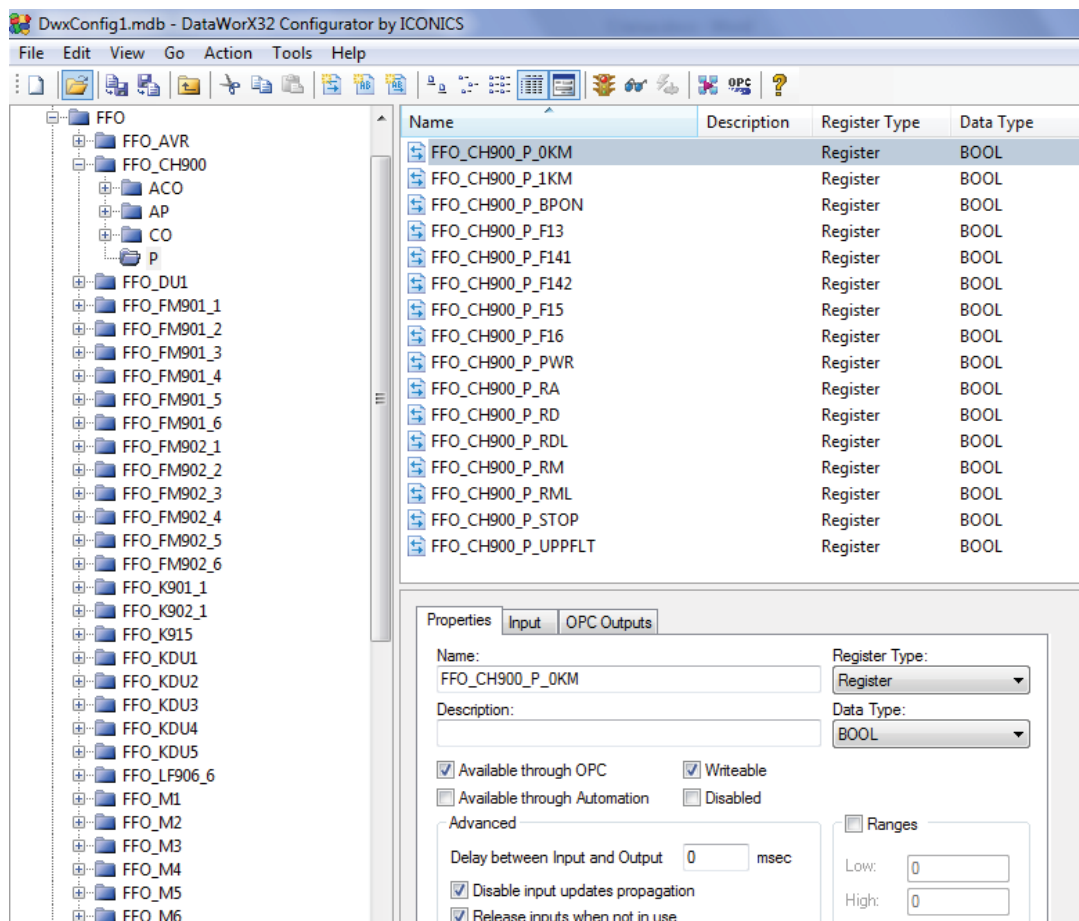 DwxConfig1.mdb - DataWorX32 Configurator by ICONICS
File Edit View Go Action Tools Help
FFO
FFO_AVR
FFO_CH900
ACO
AP
CO
P
FFO_DU1
FFO_FM901_1
FFO_FM901_2
FFO_FM901_3
FFO_FM901_4
FFO_FM901_5
FFO_FM901_6
FFO_FM902_1
FFO_FM902_2
FFO_FM902_3
FFO_FM902_4
FFO_FM902_5
FFO_FM902_6
FFO_K901_1
FFO_K902_1
FFO_K915
FFO_KDU1
FFO_KDU2
FFO_KDU3
FFO_KDU4
FFO_KDU5
FFO_LF906_6
FFO_M1
FFO_M2
FFO_M3
FFO_M4
FFO_M5
FFO_M6
Name Description Register Type Data Type
FFO_CH900_P_0KM Register BOOL
FFO_CH900_P_1KM Register BOOL
FFO_CH900_P_BPON Register BOOL
FFO_CH900_P_F13 Register BOOL
FFO_CH900_P_F141 Register BOOL
FFO_CH900_P_F142 Register BOOL
FFO_CH900_P_F15 Register BOOL
FFO_CH900_P_F16 Register BOOL
FFO_CH900_P_PWR Register BOOL
FFO_CH900_P_RA Register BOOL
FFO_CH900_P_RD Register BOOL
FFO_CH900_P_RDL Register BOOL
FFO_CH900_P_RM Register BOOL
FFO_CH900_P_RML Register BOOL
FFO_CH900_P_STOP Register BOOL
FFO_CH900_P_UPPFLT Register BOOL
Properties Input OPC Outputs
Name: Register Type:
FFO_CH900_P_0KM Register
Description: Data Type:
BOOL
Available through OPC Writeable
Available through Automation Disabled
Advanced Ranges
Delay between Input and Output 0 msec
Low: 0
Disable input updates propagation
High: 0
Release inputs when not in use